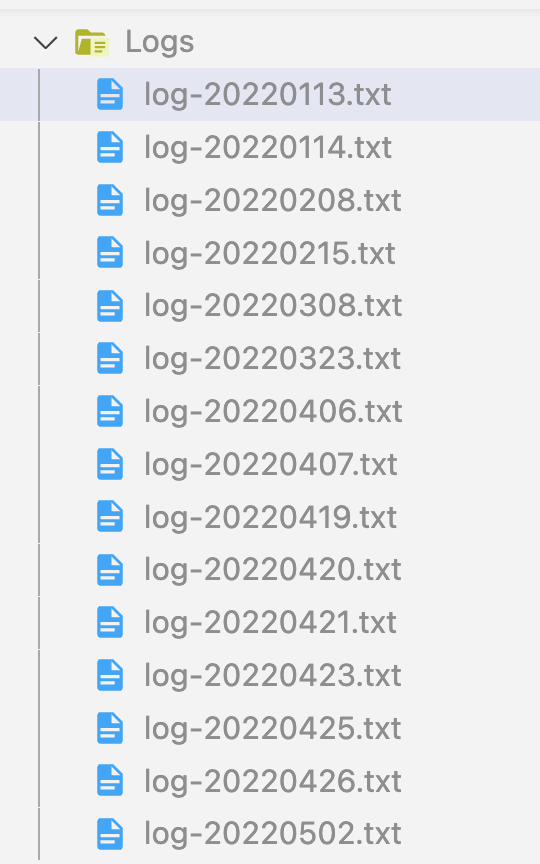 Logs
log-20220113.txt
log-20220114.txt
log-20220208.txt
log-20220215.txt
log-20220308.txt
log-20220323.txt
log-20220406.txt
log-20220407.txt
log-20220419.txt
log-20220420.txt
log-20220421.txt
log-20220423.txt
log-20220425.txt
log-20220426.txt
log-20220502.txt